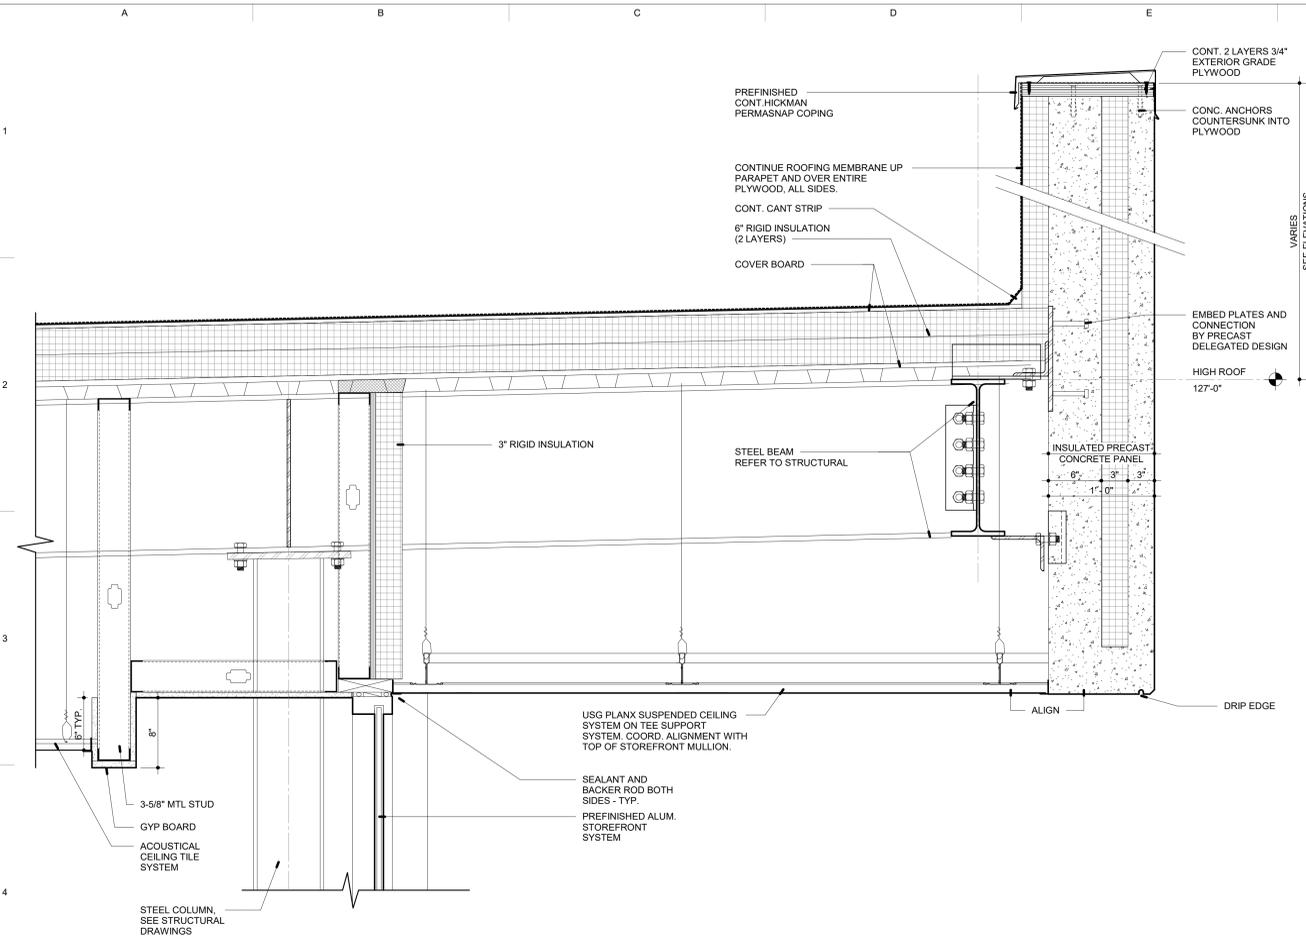 A
B
C
D
E
1
2
3
4
CONT. 2 LAYERS 3/4"
EXTERIOR GRADE
PLYWOOD
PREFINISHED
CONT.HICKMAN
PERMASNAP COPING
CONC. ANCHORS
COUNTERSUNK INTO
PLYWOOD
CONTINUE ROOFING MEMBRANE UP
PARAPET AND OVER ENTIRE
PLYWOOD, ALL SIDES.
CONT. CANT STRIP
6" RIGID INSULATION
(2 LAYERS)
COVER BOARD
VARIES
SEE ELEVATIONS
EMBED PLATES AND
CONNECTION
BY PRECAST
DELEGATED DESIGN
HIGH ROOF
127'-0"
3" RIGID INSULATION
STEEL BEAM
REFER TO STRUCTURAL
INSULATED PRECAST
CONCRETE PANEL
6"
3"
3"
1' - 0"
6" TYP.
8"
USG PLANX SUSPENDED CEILING
SYSTEM ON TEE SUPPORT
SYSTEM. COORD. ALIGNMENT WITH
TOP OF STOREFRONT MULLION.
ALIGN
DRIP EDGE
SEALANT AND
BACKER ROD BOTH
SIDES - TYP.
PREFINISHED ALUM.
STOREFRONT
SYSTEM
3-5/8" MTL STUD
GYP BOARD
ACOUSTICAL
CEILING TILE
SYSTEM
STEEL COLUMN,
SEE STRUCTURAL
DRAWINGS